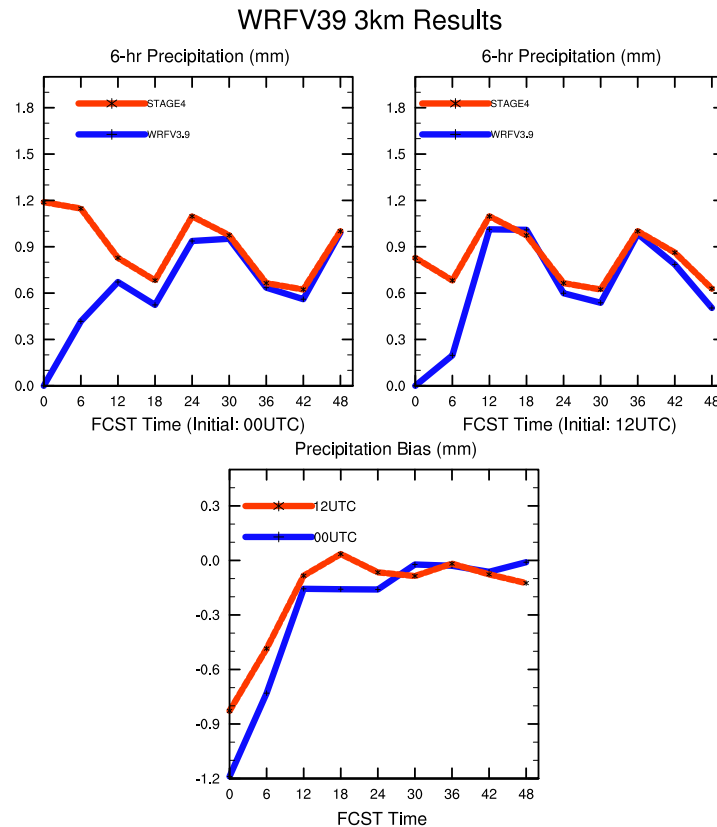 WRFV39 3km Results
6-hr Precipitation (mm)
STAGE4
WRFV3.9
1.8
1.5
1.2
0.9
0.6
0.3
0.0
0 6 12 18 24 30 36 42 48
FCST Time (Initial: 00UTC)
6-hr Precipitation (mm)
STAGE4
WRFV3.9
1.8
1.5
1.2
0.9
0.6
0.3
0.0
0 6 12 18 24 30 36 42 48
FCST Time (Initial: 12UTC)
Precipitation Bias (mm)
12UTC
00UTC
0.3
0.0
-0.3
-0.6
-0.9
-1.2
0 6 12 18 24 30 36 42 48
FCST Time